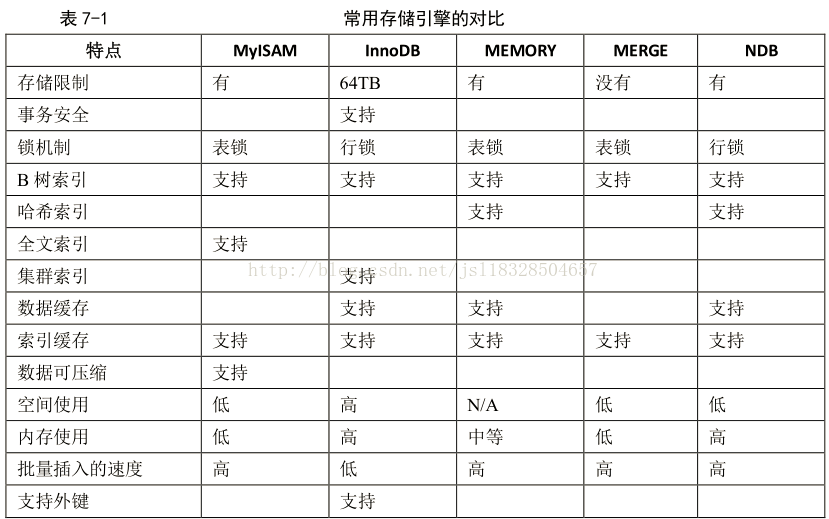 表 7-1 常用存储引擎的对比
特点 MyISAM InnoDB MEMORY MERGE NDB
存储限制 有 64TB 有 没有 有
事务安全 支持
锁机制 表锁 行锁 表锁 表锁 行锁
B 树索引 支持 支持 支持 支持 支持
哈希索引 支持 支持
全文索引 支持
http://blog.csdn.net/jsl18328504657
集群索引 支持
数据缓存 支持 支持 支持
索引缓存 支持 支持 支持 支持 支持
数据可压缩 支持
空间使用 低 高 N/A 低 低
内存使用 低 高 中等 低 高
批量插入的速度 高 低 高 高 高
支持外键 支持